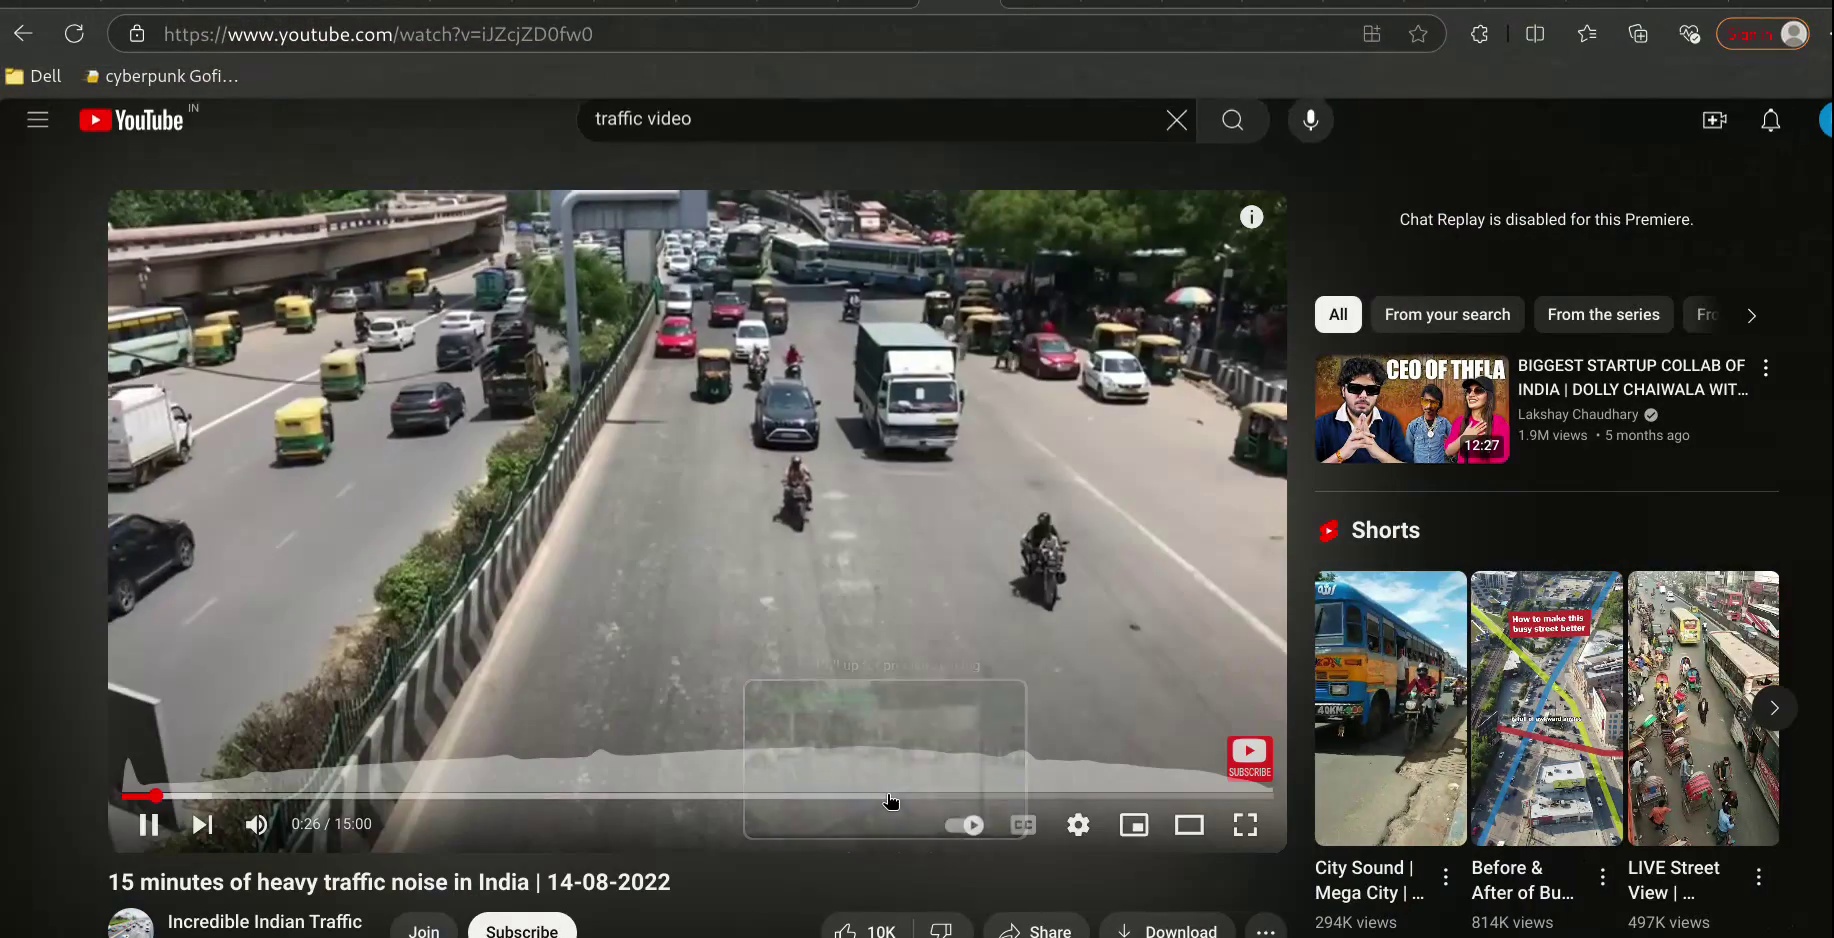 https://www.youtube.com/watch?v=iJZcjZD0fw0
Sign in
Dell
cyberpunk Gofi...
YouTube IN
traffic video
Chat Replay is disabled for this Premiere.
All
From your search
From the series
Fro
CEO OF THELA
12:27
BIGGEST STARTUP COLLAB OF
INDIA | DOLLY CHAIWALA WIT...
Lakshay Chaudhary
1.9M views • 5 months ago
Shorts
How to make this
busy street better
SUBSCRIBE
0:26 / 15:00
CC
15 minutes of heavy traffic noise in India | 14-08-2022
Incredible Indian Traffic
Join
Subscribe
10K
Share
Download
City Sound |
Mega City | ...
294K views
Before &
After of Bu...
814K views
LIVE Street
View | ...
497K views